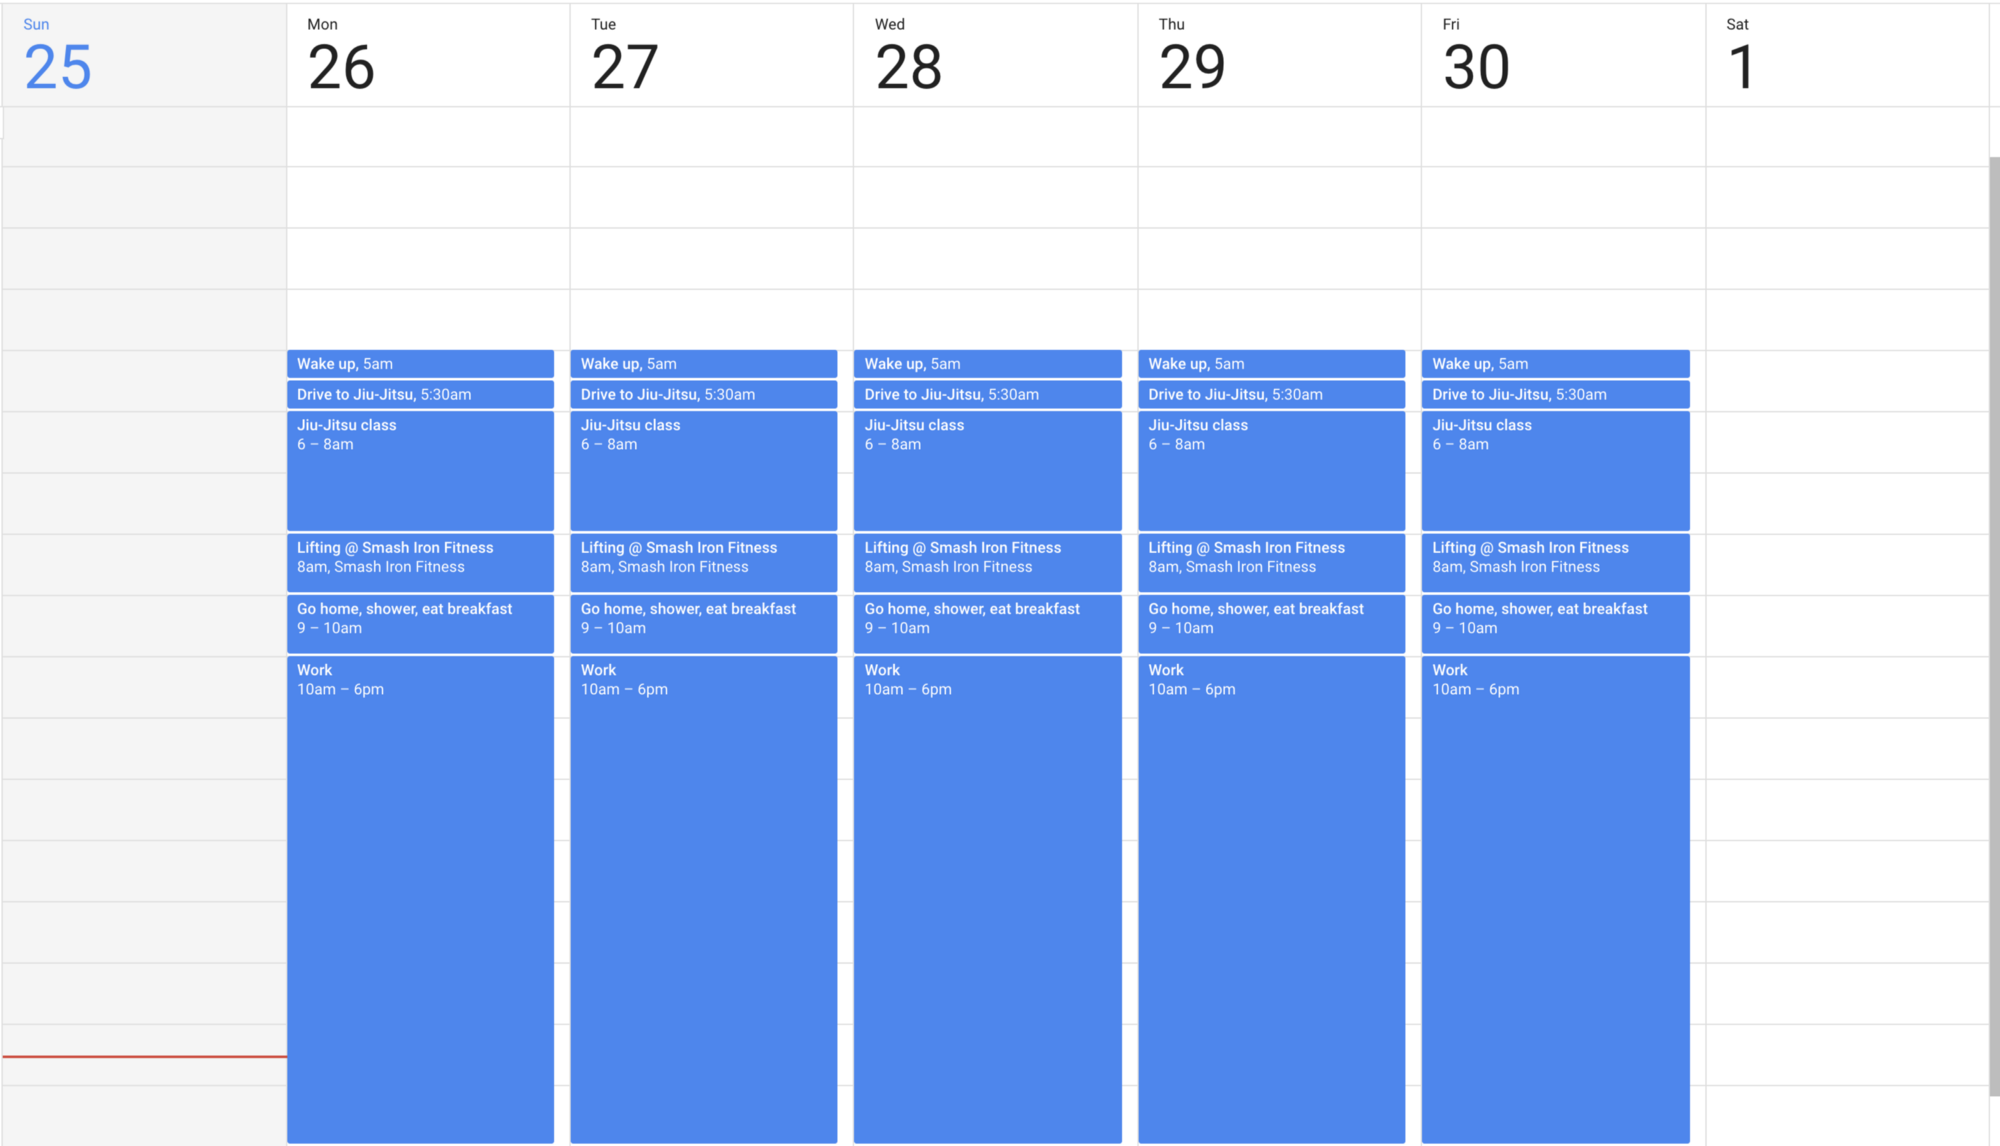 Sun
25
Mon
26
Tue
27
Wed
28
Thu
29
Fri
30
Sat
1
Wake up, 5am
Drive to Jiu-Jitsu, 5:30am
Jiu-Jitsu class
6 – 8am
Lifting @ Smash Iron Fitness
8am, Smash Iron Fitness
Go home, shower, eat breakfast
9 – 10am
Work
10am – 6pm
Wake up, 5am
Drive to Jiu-Jitsu, 5:30am
Jiu-Jitsu class
6 – 8am
Lifting @ Smash Iron Fitness
8am, Smash Iron Fitness
Go home, shower, eat breakfast
9 – 10am
Work
10am – 6pm
Wake up, 5am
Drive to Jiu-Jitsu, 5:30am
Jiu-Jitsu class
6 – 8am
Lifting @ Smash Iron Fitness
8am, Smash Iron Fitness
Go home, shower, eat breakfast
9 – 10am
Work
10am – 6pm
Wake up, 5am
Drive to Jiu-Jitsu, 5:30am
Jiu-Jitsu class
6 – 8am
Lifting @ Smash Iron Fitness
8am, Smash Iron Fitness
Go home, shower, eat breakfast
9 – 10am
Work
10am – 6pm
Wake up, 5am
Drive to Jiu-Jitsu, 5:30am
Jiu-Jitsu class
6 – 8am
Lifting @ Smash Iron Fitness
8am, Smash Iron Fitness
Go home, shower, eat breakfast
9 – 10am
Work
10am – 6pm